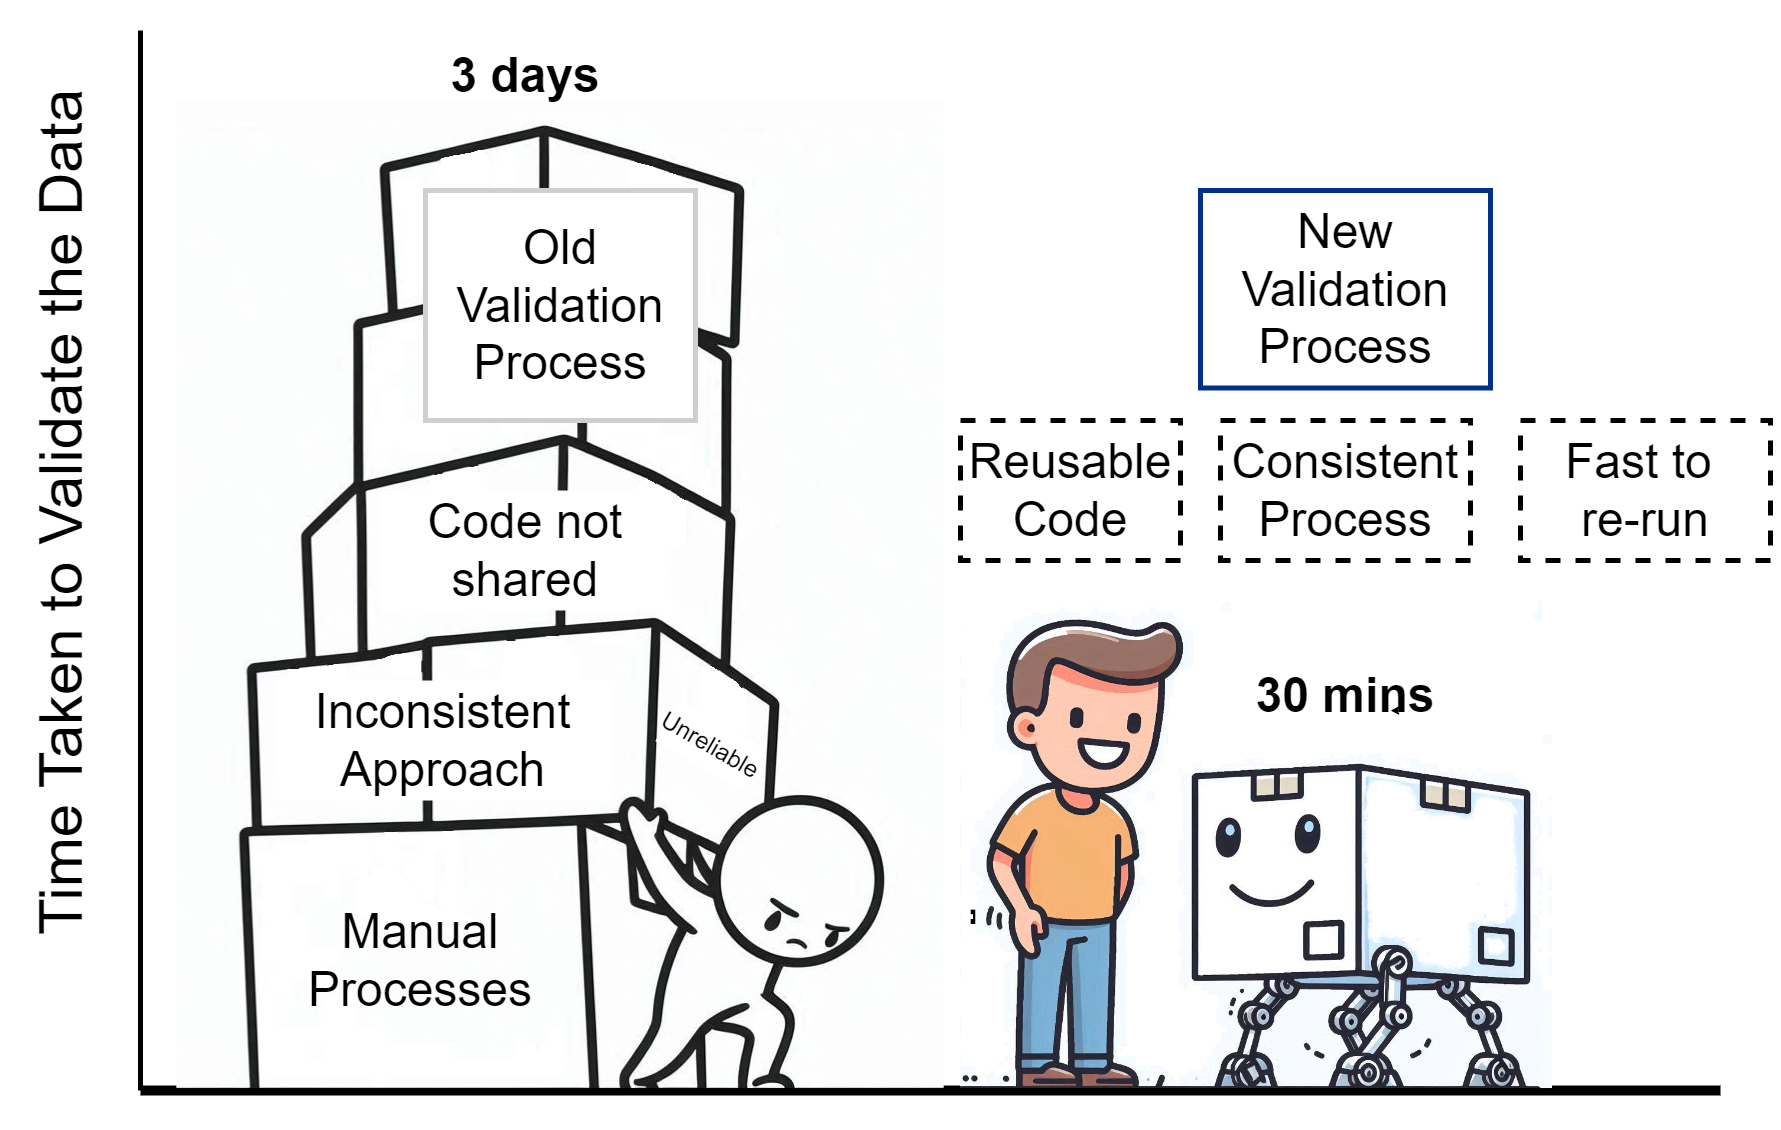 Time Taken to Validate the Data
3 days
Old
Validation
Process
Code not
shared
Inconsistent
Approach
Unreliable
Manual
Processes
New
Validation
Process
Reusable
Code
Consistent
Process
Fast to
re-run
30 mins